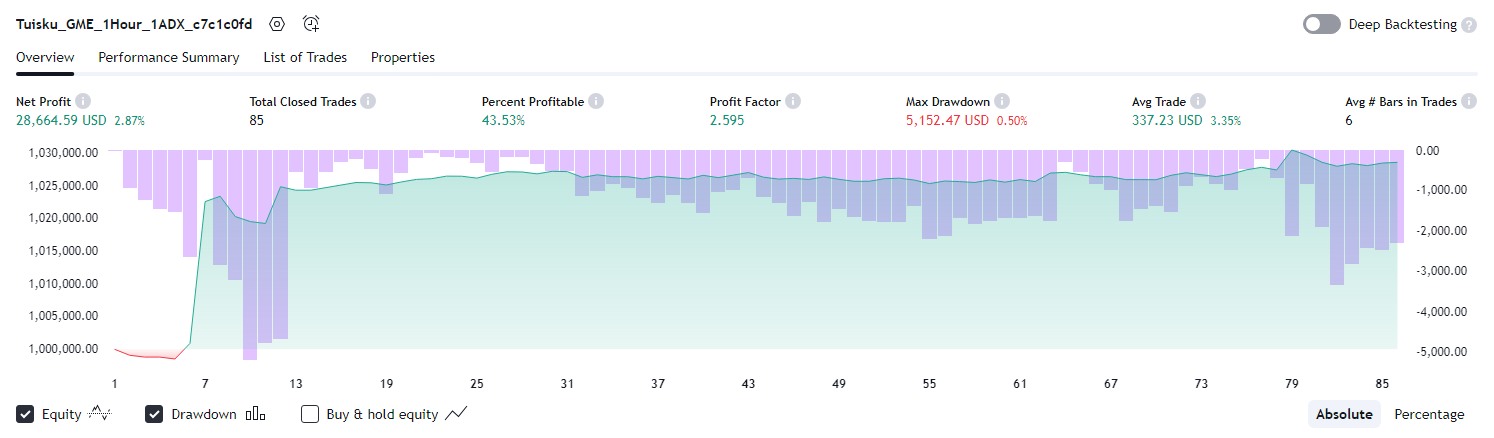 Tuisku_GME_1Hour_1ADX_c7c1c0fd
Deep Backtesting ?
Overview Performance Summary List of Trades Properties
Net Profit i Total Closed Trades i Percent Profitable i Profit Factor i Max Drawdown i Avg Trade i Avg # Bars in Trades i
28,664.59 USD 2.87% 85 43.53% 2.595 5,152.47 USD 0.50% 337.23 USD 3.35% 6
1,030,000.00 0.00
1,025,000.00 -1,000.00
1,020,000.00 -2,000.00
1,015,000.00 -3,000.00
1,010,000.00 -4,000.00
1,005,000.00
1,000,000.00 -5,000.00
1 7 13 19 25 31 37 43 49 55 61 67 73 79 85
Equity Drawdown Buy & hold equity Absolute Percentage